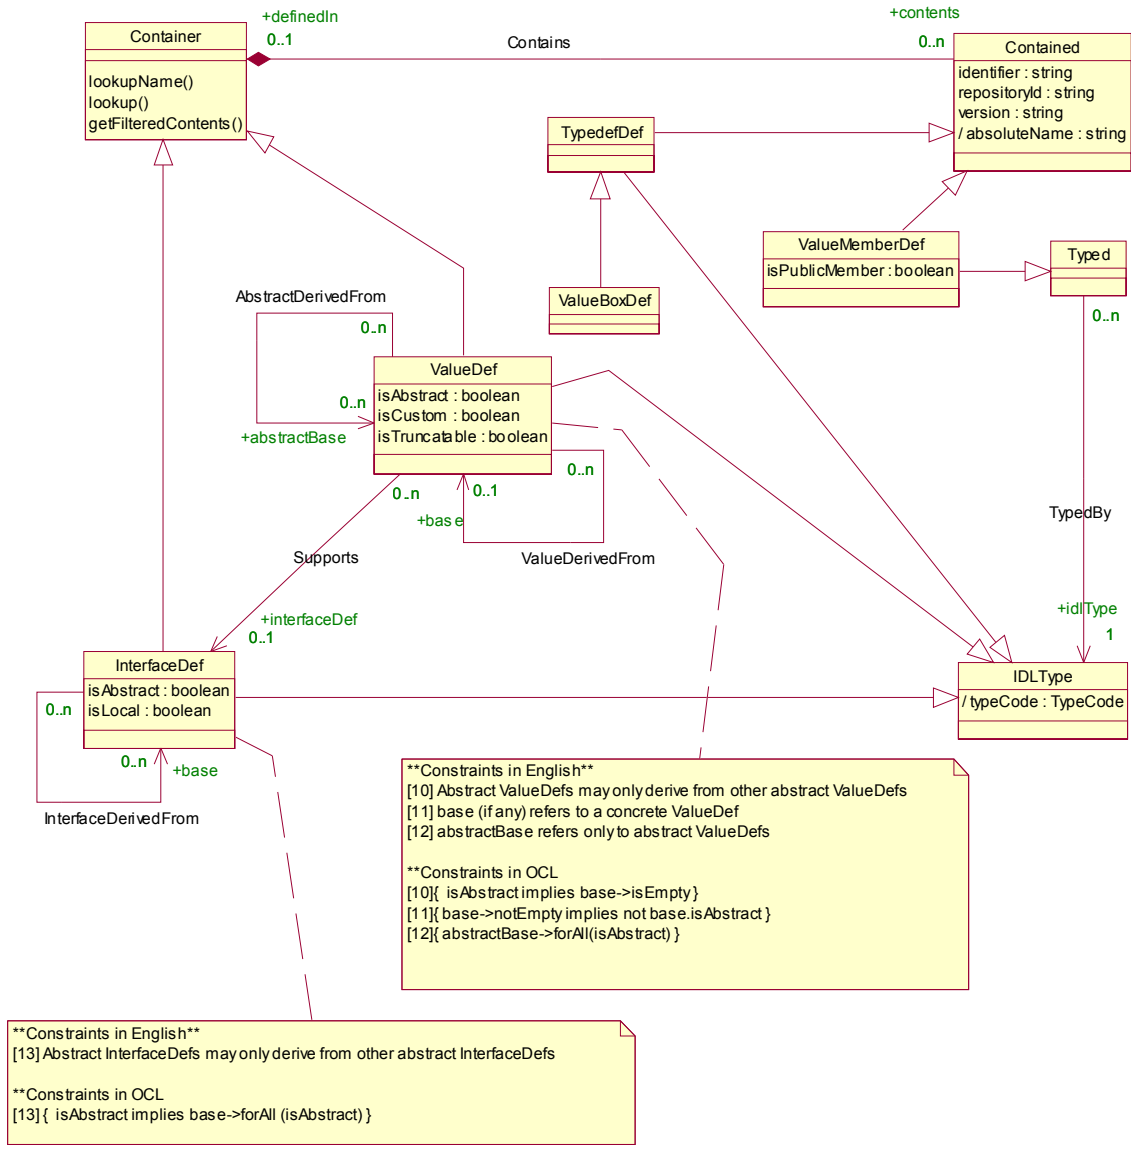 +definedIn
0..1
Contains
+contents
0..n
Container
lookupName()
lookup()
getFilteredContents()
Contained
identifier : string
repositoryId : string
version : string
/ absoluteName : string
TypedefDef
ValueMemberDef
isPublicMember : boolean
Typed
0..n
ValueBoxDef
AbstractDerivedFrom
0..n
0..n
+abstractBase
ValueDef
isAbstract : boolean
isCustom : boolean
isTruncatable : boolean
0..n
0..1
0..n
+base
ValueDerivedFrom
Supports
+interfaceDef
0..1
TypedBy
+idlType
1
InterfaceDef
isAbstract : boolean
isLocal : boolean
0..n
0..n
+base
InterfaceDerivedFrom
IDLType
/ typeCode : TypeCode
**Constraints in English**
[10] Abstract ValueDefs may only derive from other abstract ValueDefs
[11] base (if any) refers to a concrete ValueDef
[12] abstractBase refers only to abstract ValueDefs
**Constraints in OCL
[10]{ isAbstract implies base->isEmpty }
[11]{ base->notEmpty implies not base.isAbstract }
[12]{ abstractBase->forAll(isAbstract) }
**Constraints in English**
[13] Abstract InterfaceDefs may only derive from other abstract InterfaceDefs
**Constraints in OCL
[13] { isAbstract implies base->forAll (isAbstract) }